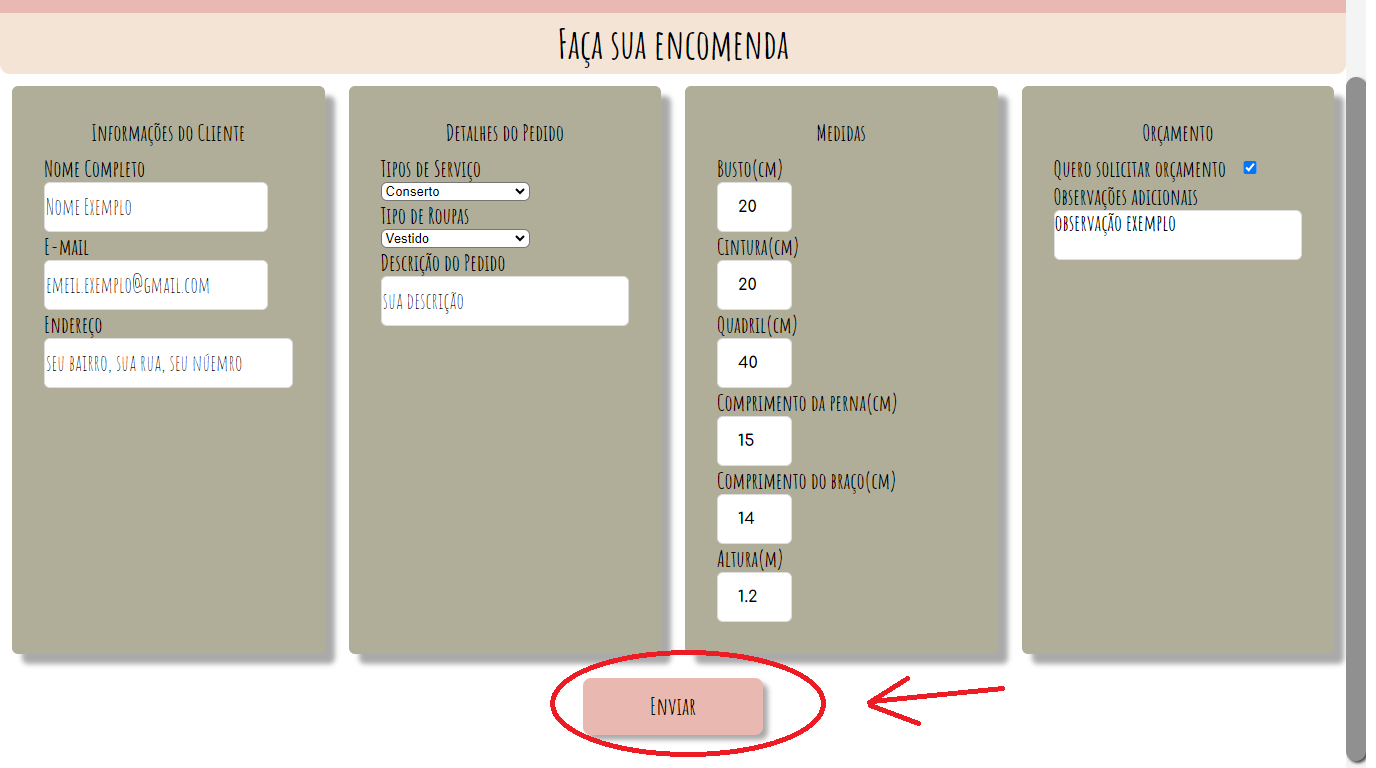 Faça sua encomenda
Informações do Cliente
Nome Completo
Nome Exemplo
E-mail
emeil.exemplo@gmail.com
Endereço
seu bairro, sua rua, seu núemro
Detalhes do Pedido
Tipos de Serviço
Conserto
Tipo de Roupas
Vestido
Descrição do Pedido
sua descrição
Medidas
Busto(cm)
20
Cintura(cm)
20
Quadril(cm)
40
Comprimento da perna(cm)
15
Comprimento do braço(cm)
14
Altura(m)
1.2
Orçamento
Quero solicitar orçamento
Observações adicionais
observação exemplo
Enviar